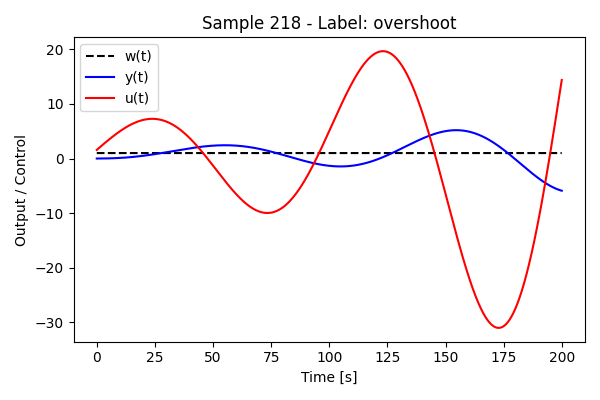 Sample 218 - Label: overshoot
w(t)
y(t)
u(t)
Output / Control
20
10
0
−10
−20
−30
0
25
50
75
100
125
150
175
200
Time [s]